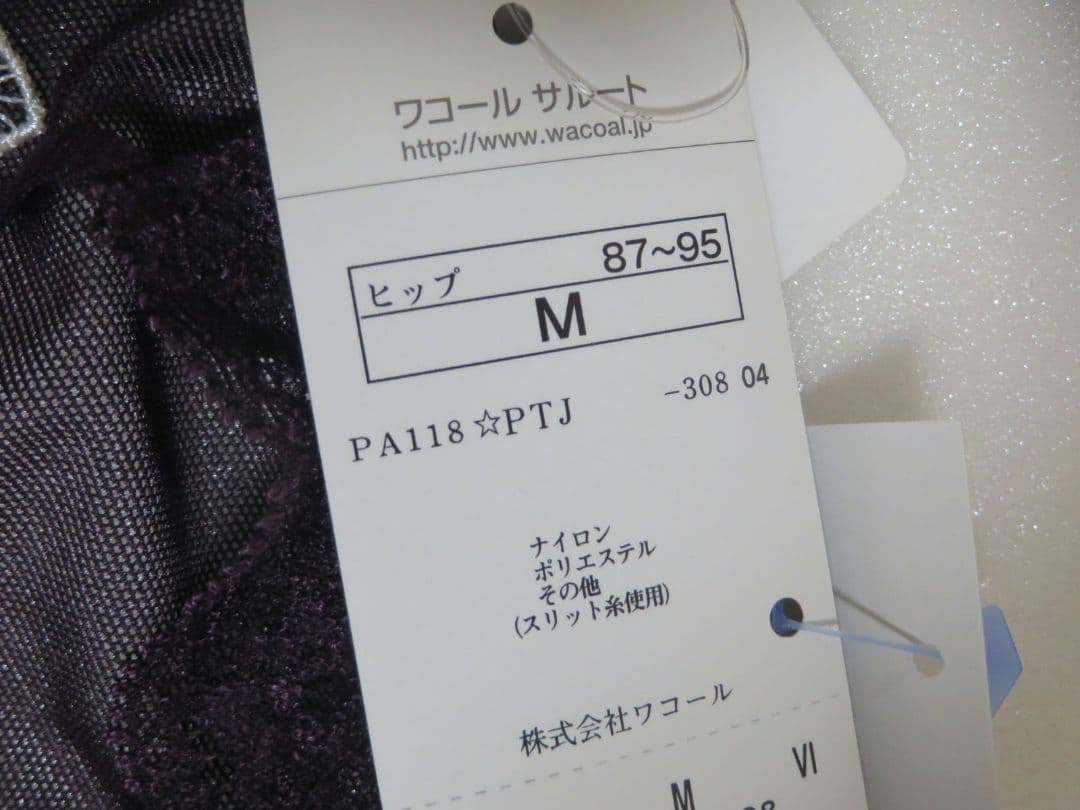 ワコール サルート
http://www.wacoal.jp
ヒップ 87~95
M
PA118☆PTJ -308 04
ナイロン
ポリエステル
その他
(スリット糸使用)
株式会社ワコール
M VI